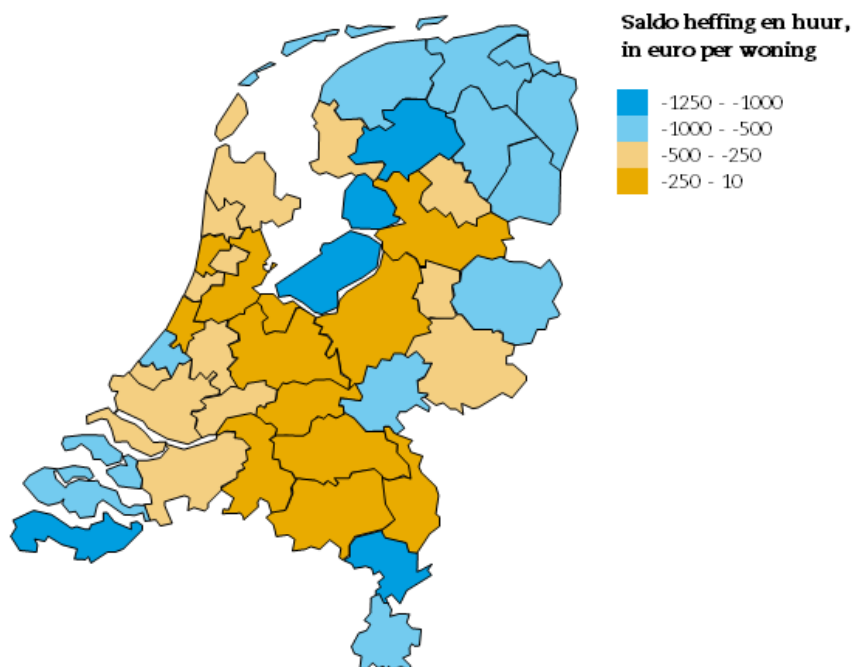 Saldo heffing en huur,
in euro per woning
-1250 - -1000
-1000 - -500
-500 - -250
-250 - 10